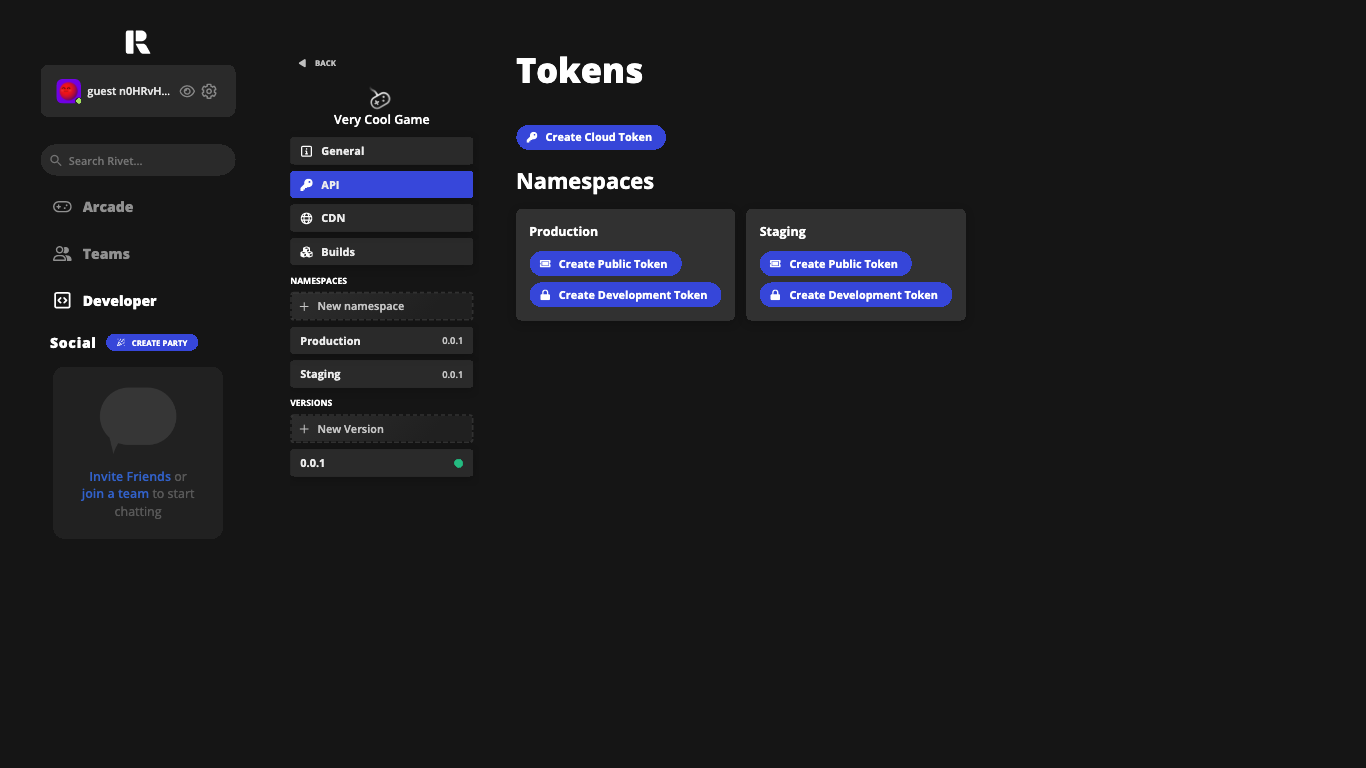 guest n0HRvH...
Search Rivet...
Arcade
Teams
Developer
Social
CREATE PARTY
Invite Friends or
join a team to start
chatting
BACK
Very Cool Game
General
API
CDN
Builds
NAMESPACES
New namespace
Production 0.0.1
Staging 0.0.1
VERSIONS
New Version
0.0.1
Tokens
Create Cloud Token
Namespaces
Production
Create Public Token
Create Development Token
Staging
Create Public Token
Create Development Token